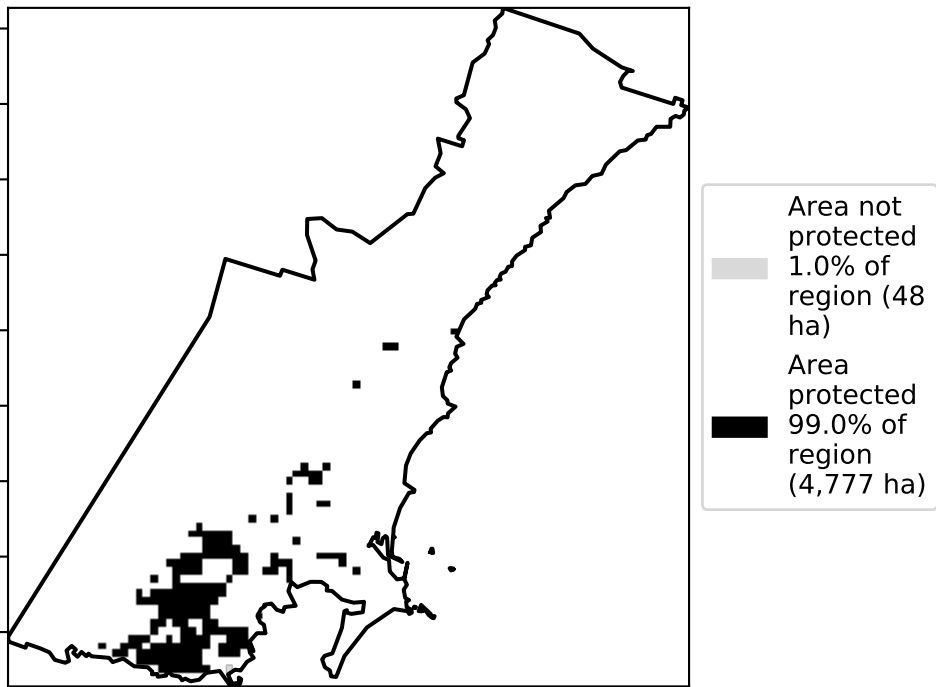 Area not
protected
1.0% of
region (48
ha)
Area
protected
99.0% of
region
(4,777 ha)